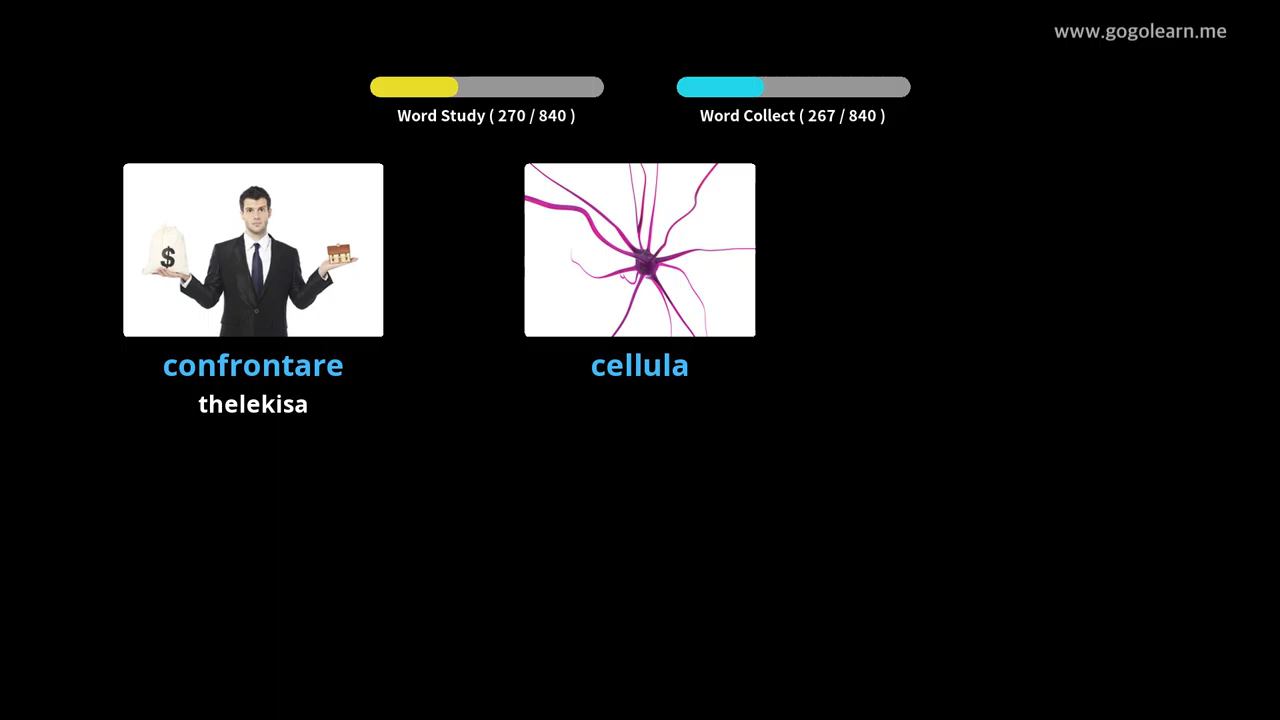 www.gogolearn.me
Word Study ( 270 / 840 )
Word Collect ( 267 / 840 )
$
confrontare
cellula
thelekisa